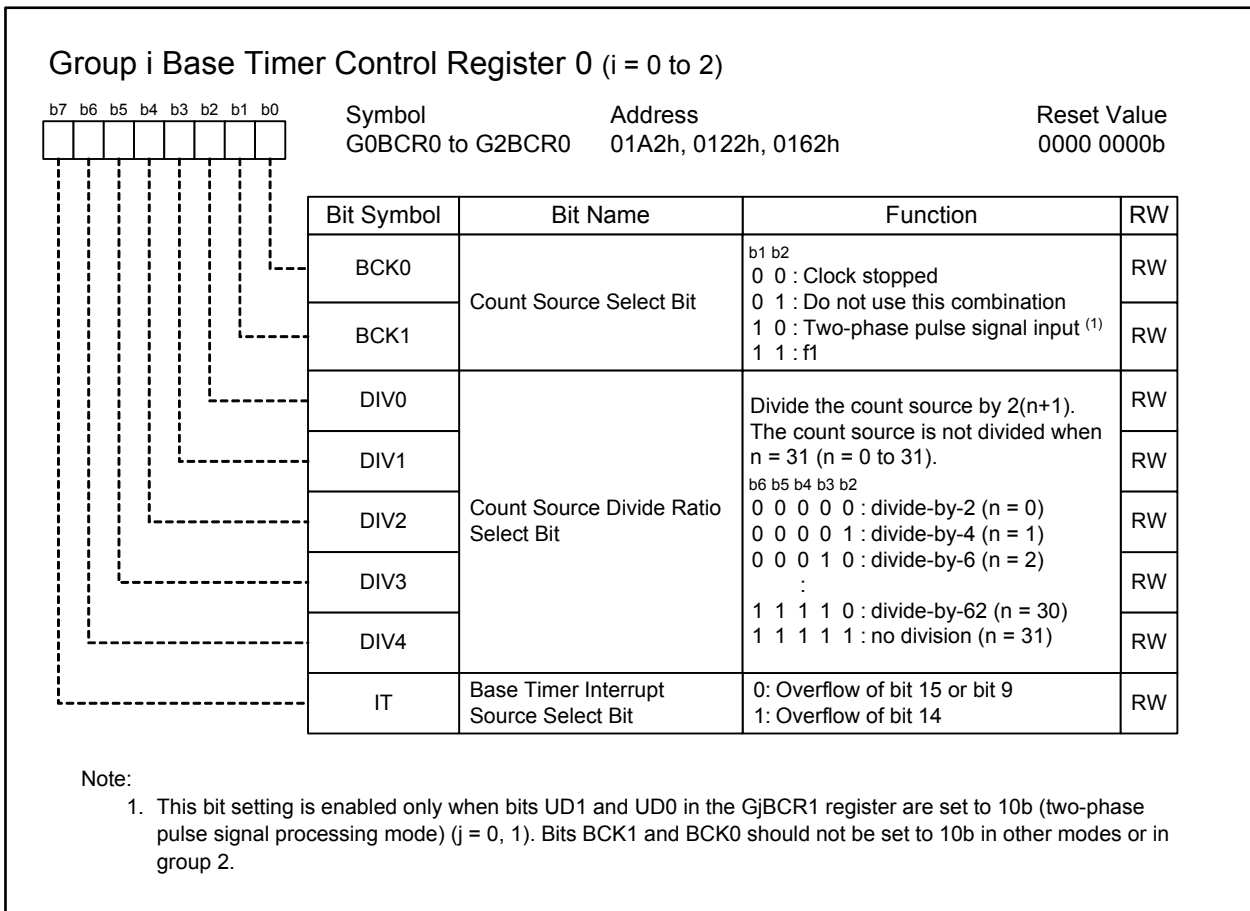 Group i Base Timer Control Register 0 (i = 0 to 2)
b7 b6 b5 b4 b3 b2 b1 b0
Symbol Address Reset Value
G0BCR0 to G2BCR0 01A2h, 0122h, 0162h 0000 0000b
Bit Symbol Bit Name Function RW
BCK0 RW
BCK1 RW
Count Source Select Bit
b1 b2
0 0 : Clock stopped
0 1 : Do not use this combination
1 0 : Two-phase pulse signal input (1)
1 1 : f1
DIV0 RW
DIV1 RW
DIV2 RW
DIV3 RW
DIV4 RW
Count Source Divide Ratio
Select Bit
Divide the count source by 2(n+1).
The count source is not divided when
n = 31 (n = 0 to 31).
b6 b5 b4 b3 b2
0 0 0 0 0 : divide-by-2 (n = 0)
0 0 0 0 1 : divide-by-4 (n = 1)
0 0 0 1 0 : divide-by-6 (n = 2)
:
1 1 1 1 0 : divide-by-62 (n = 30)
1 1 1 1 1 : no division (n = 31)
IT RW
Base Timer Interrupt
Source Select Bit
0: Overflow of bit 15 or bit 9
1: Overflow of bit 14
Note:
1. This bit setting is enabled only when bits UD1 and UD0 in the GjBCR1 register are set to 10b (two-phase
pulse signal processing mode) (j = 0, 1). Bits BCK1 and BCK0 should not be set to 10b in other modes or in
group 2.